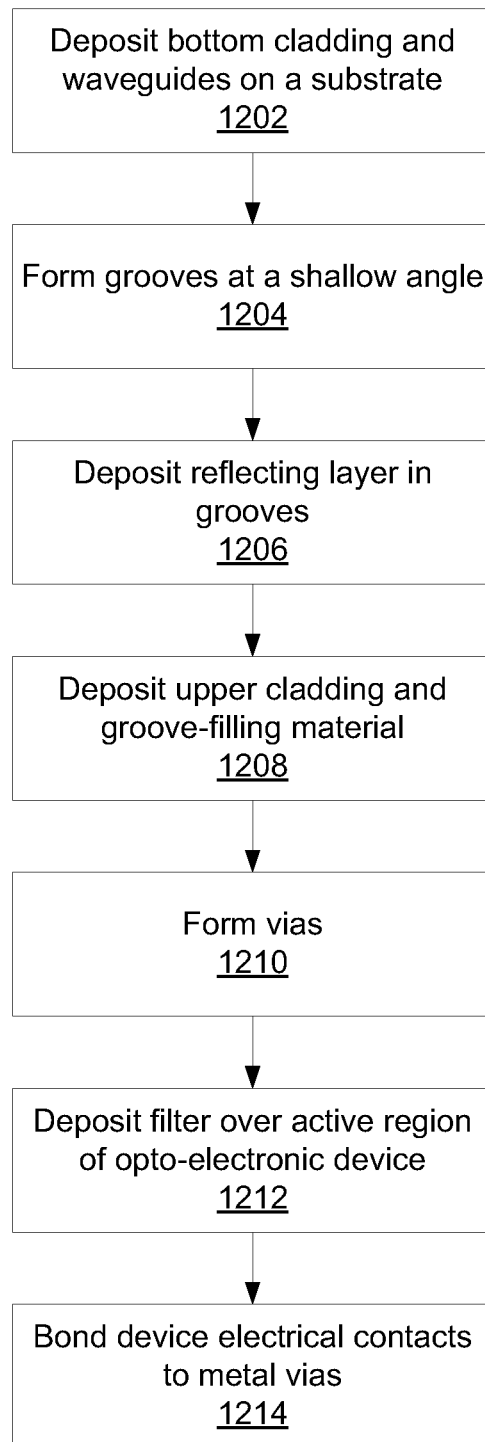 Deposit bottom cladding and
waveguides on a substrate
1202
Form grooves at a shallow angle
1204
Deposit reflecting layer in
grooves
1206
Deposit upper cladding and
groove-filling material
1208
Form vias
1210
Deposit filter over active region
of opto-electronic device
1212
Bond device electrical contacts
to metal vias
1214